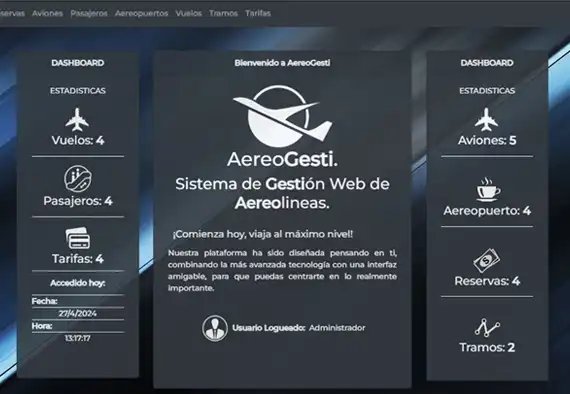 Aviones Pasajeros Aereopuertos Vuelos Tramos Tarifas
DASHBOARD
ESTADISTICAS
Vuelos: 4
Pasajeros: 4
Tarifas: 4
Accedido hoy:
Fecha:
27/4/2024
Hora:
13:17:17
Bienvenido a AereoGesti
AereoGesti.
Sistema de Gestión Web de
Aereolineas.
¡Comienza hoy, viaja al máximo nivel!
Nuestra plataforma ha sido diseñada pensando en ti,
combinando la más avanzada tecnología con una interfaz
amigable, para que puedas centrarte en lo realmente
importante.
Usuario Logueado: Administrador
DASHBOARD
ESTADISTICAS
Aviones: 5
Aereopuerto: 4
Reservas: 4
Tramos: 2